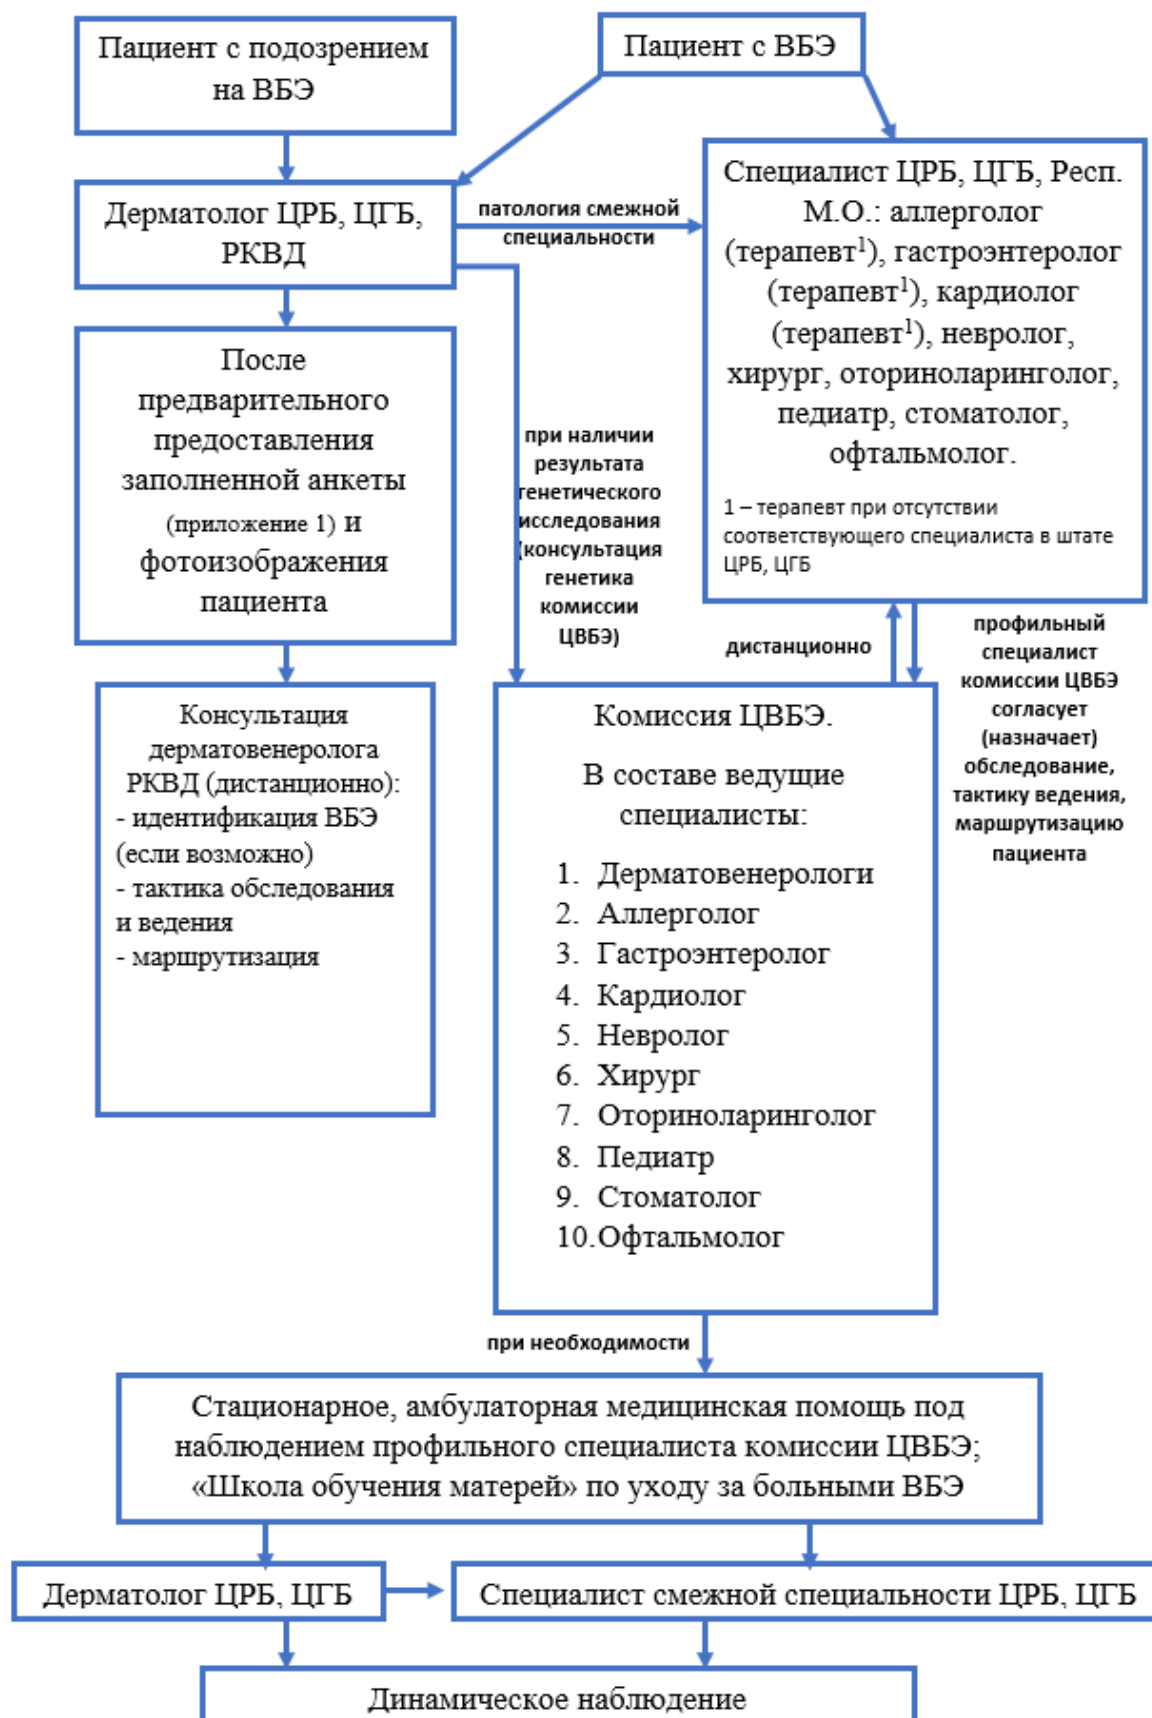 Пациент с подозрением
на ВБЭ
Пациент с ВБЭ
Дерматолог ЦРБ, ЦГБ,
РКВД
патология смежной
специальности
Специалист ЦРБ, ЦГБ, Респ.
М.О.: аллерголог
(терапевт¹), гастроэнтеролог
(терапевт¹), кардиолог
(терапевт¹), невролог,
хирург, оториноларинголог,
педиатр, стоматолог,
офтальмолог.
1 – терапевт при отсутствии
соответствующего специалиста в штате
ЦРБ, ЦГБ
После
предварительного
предоставления
заполненной анкеты
(приложение 1) и
фотоизображения
пациента
при наличии
результата
генетического
исследования
(консультация
генетика
комиссии
ЦВБЭ)
дистанционно
профильный
специалист
комиссии ЦВБЭ
согласует
(назначает)
обследование,
тактику ведения,
маршрутизацию
пациента
Консультация
дерматовенеролога
РКВД (дистанционно):
- идентификация ВБЭ
(если возможно)
- тактика обследования
и ведения
- маршрутизация
Комиссия ЦВБЭ.
В составе ведущие
специалисты:
1. Дерматовенерологи
2. Аллерголог
3. Гастроэнтеролог
4. Кардиолог
5. Невролог
6. Хирург
7. Оториноларинголог
8. Педиатр
9. Стоматолог
10. Офтальмолог
при необходимости
Стационарное, амбулаторная медицинская помощь под
наблюдением профильного специалиста комиссии ЦВБЭ;
«Школа обучения матерей» по уходу за больными ВБЭ
Дерматолог ЦРБ, ЦГБ
Специалист смежной специальности ЦРБ, ЦГБ
Динамическое наблюдение